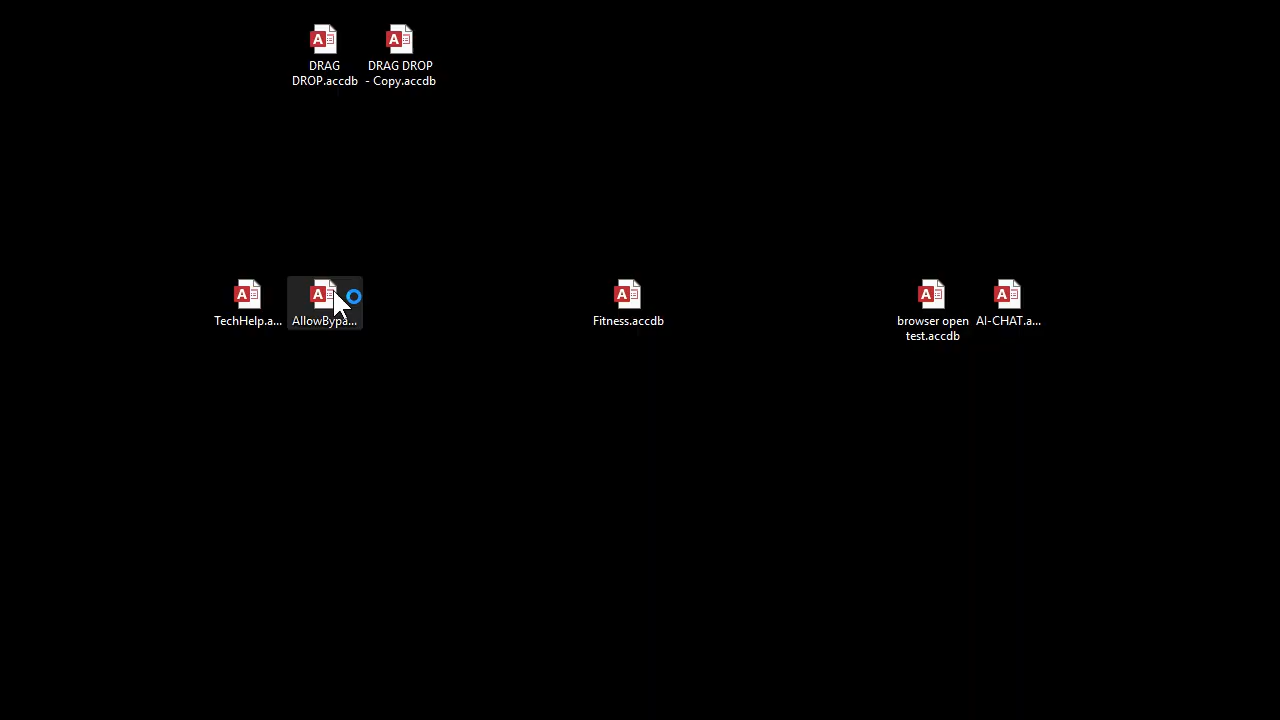 DRAG
DROP.accdb
DRAG DROP
- Copy.accdb
TechHelp.a...
AllowBypa...
Fitness.accdb
browser open
test.accdb
AI-CHAT.a...